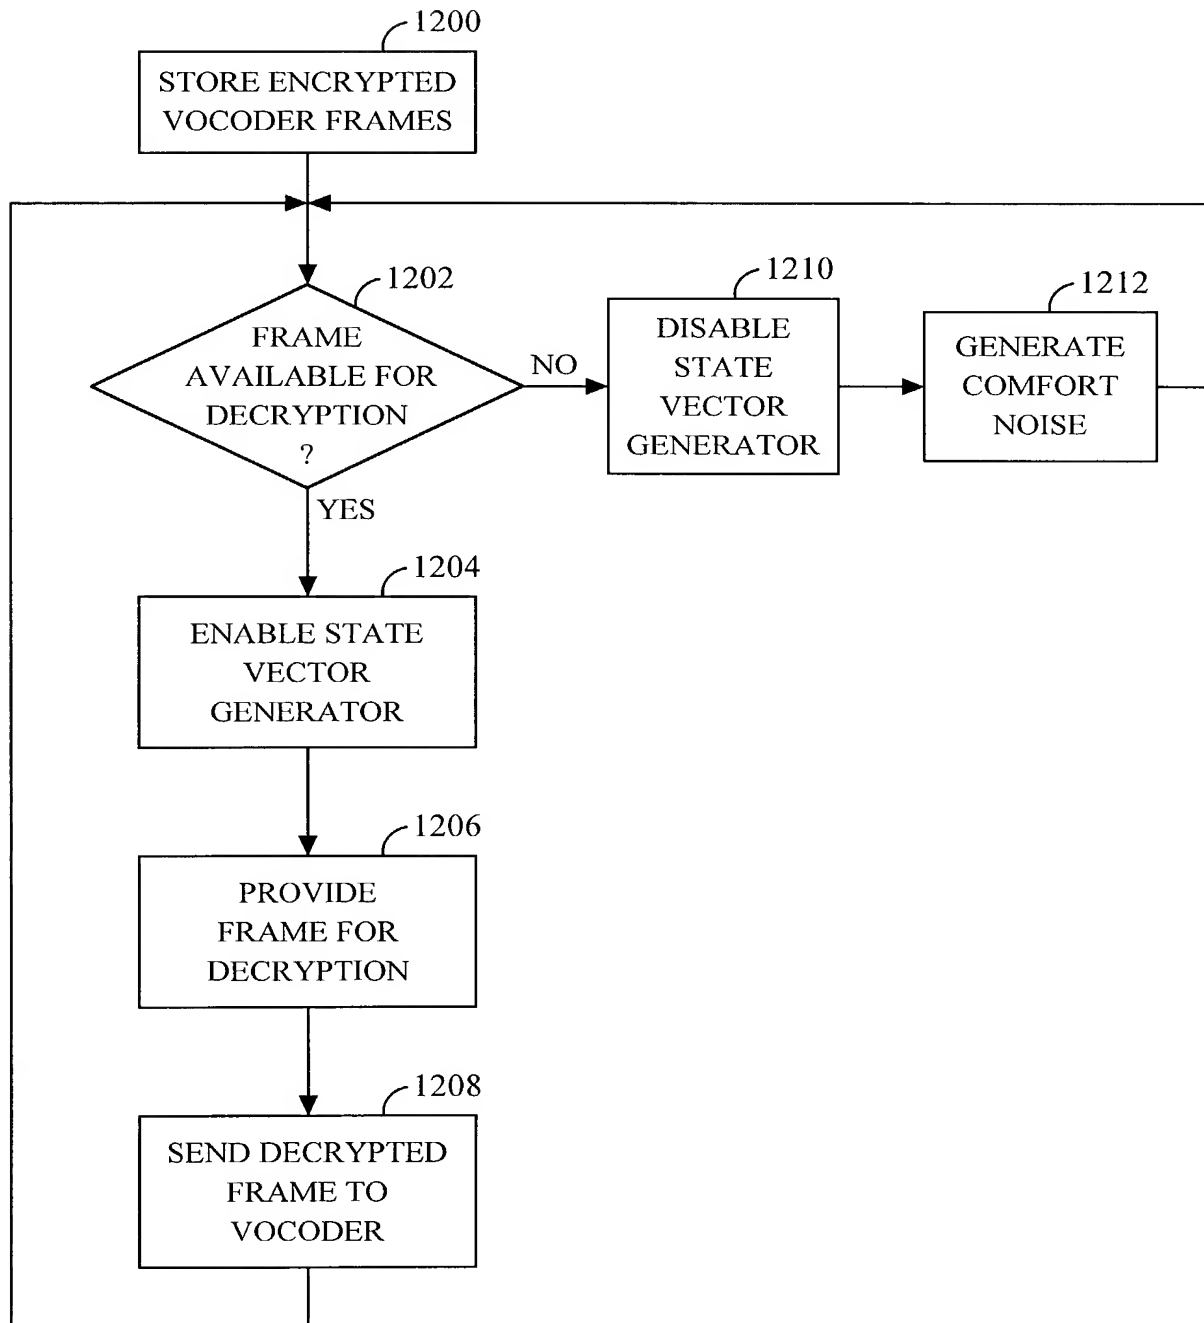 1200
STORE ENCRYPTED
VOCODER FRAMES
1202
FRAME
AVAILABLE FOR
DECRYPTION
?
NO
1210
DISABLE
STATE
VECTOR
GENERATOR
1212
GENERATE
COMFORT
NOISE
YES
1204
ENABLE STATE
VECTOR
GENERATOR
1206
PROVIDE
FRAME FOR
DECRYPTION
1208
SEND DECRYPTED
FRAME TO
VOCODER